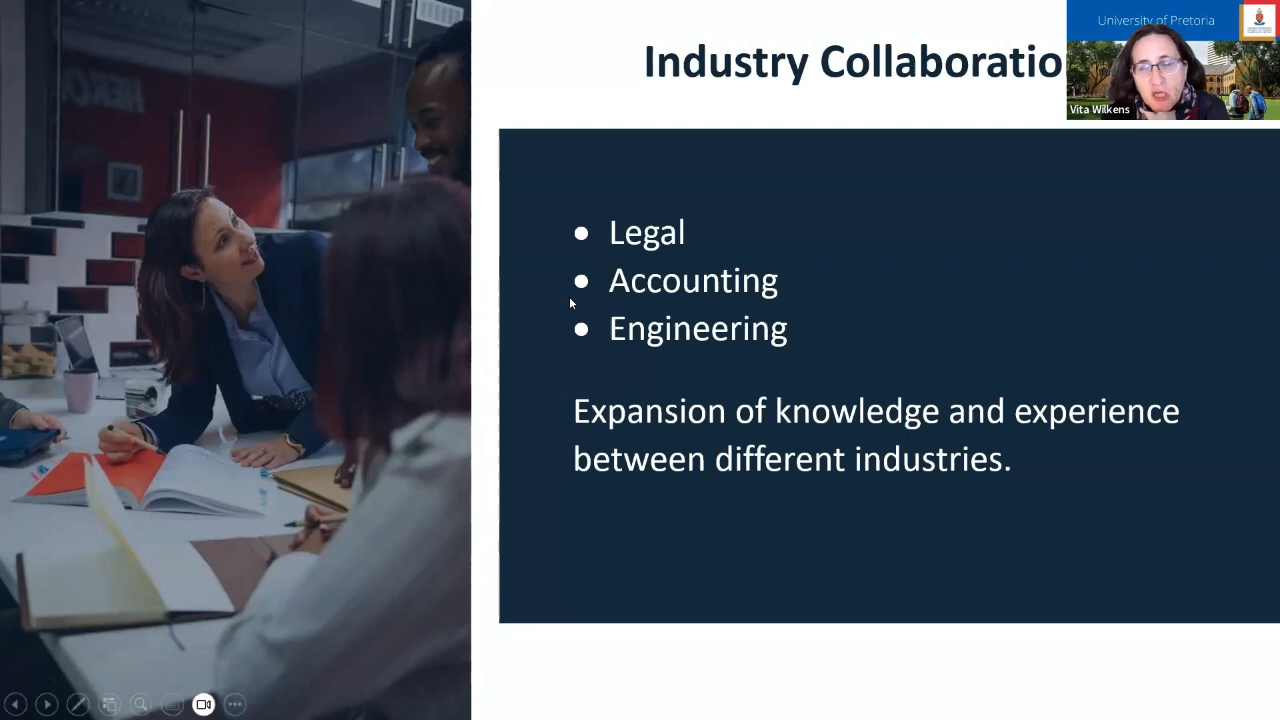 Industry Collaboratio
University of Pretoria
Vita Wilkens
• Legal
• Accounting
• Engineering
Expansion of knowledge and experience
between different industries.